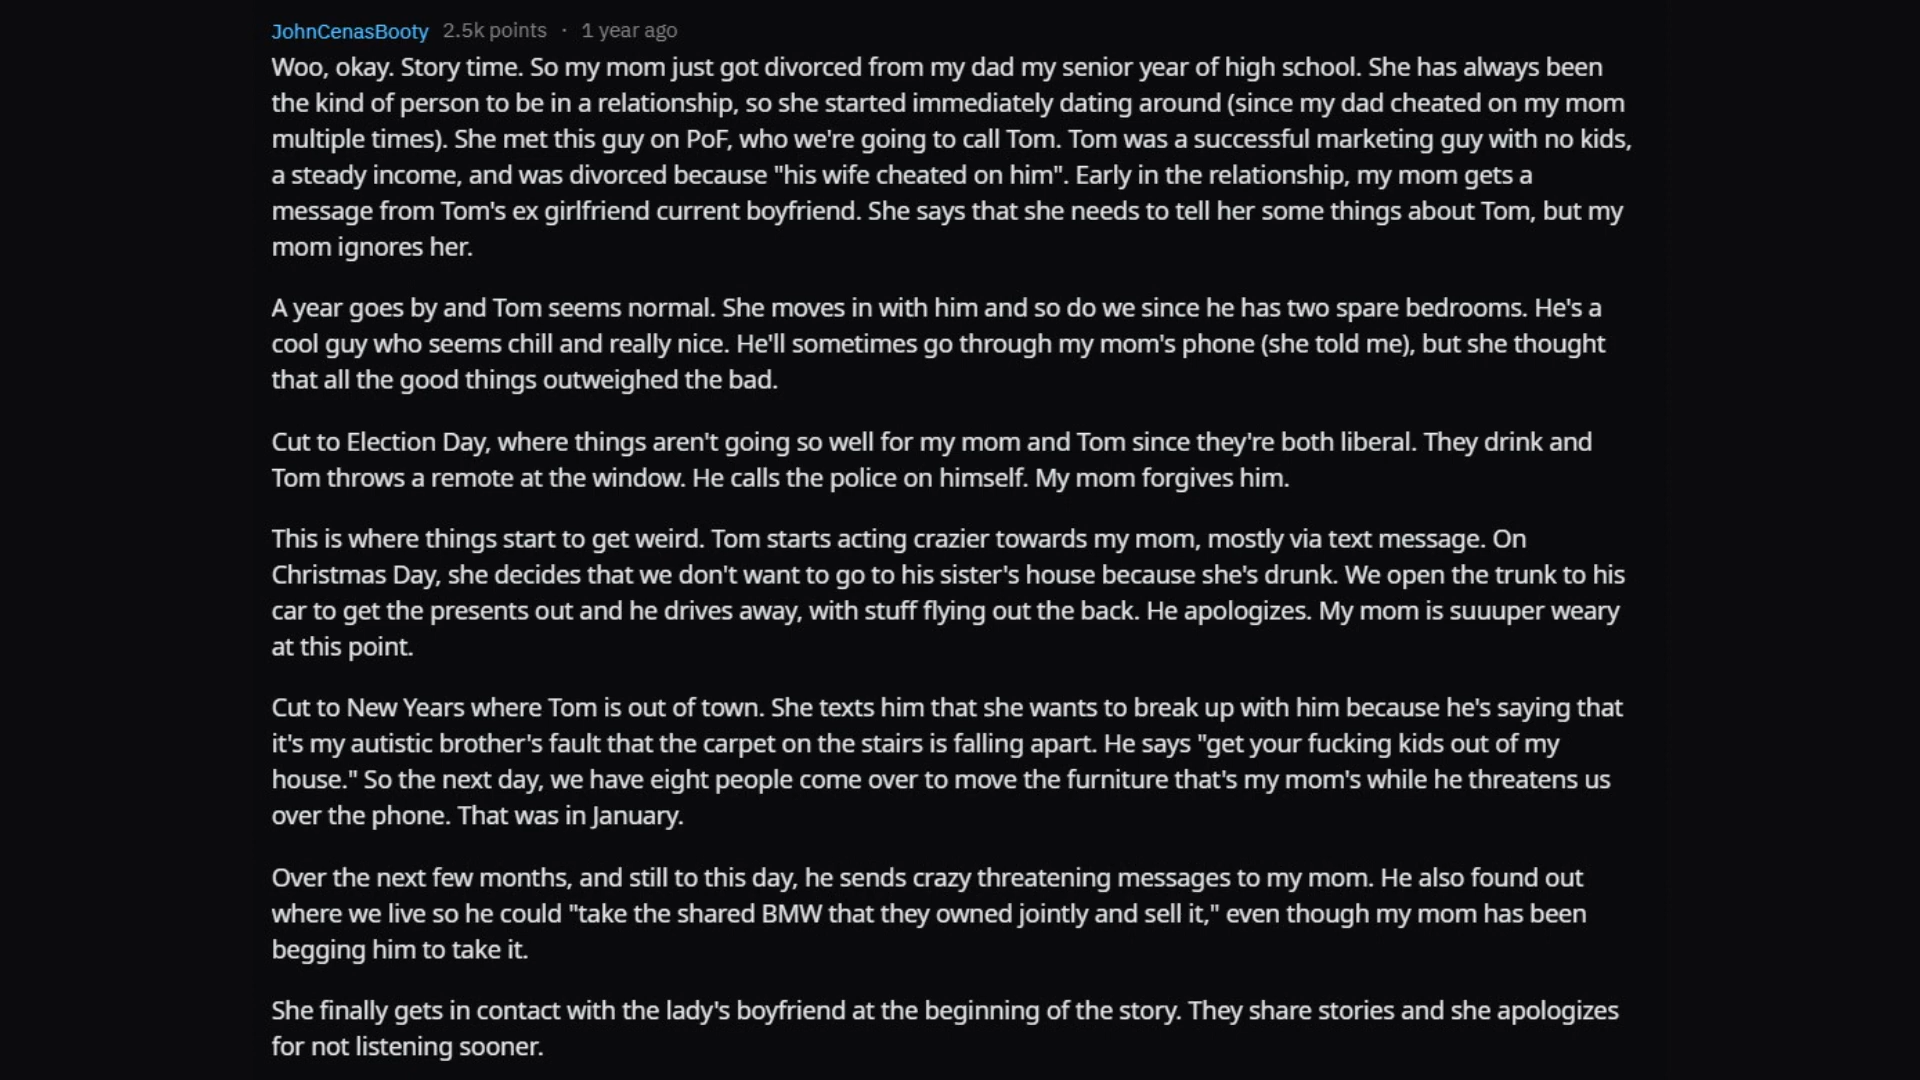 JohnCenasBooty 2.5k points · 1 year ago
Woo, okay. Story time. So my mom just got divorced from my dad my senior year of high school. She has always been
the kind of person to be in a relationship, so she started immediately dating around (since my dad cheated on my mom
multiple times). She met this guy on PoF, who we're going to call Tom. Tom was a successful marketing guy with no kids,
a steady income, and was divorced because "his wife cheated on him". Early in the relationship, my mom gets a
message from Tom's ex girlfriend current boyfriend. She says that she needs to tell her some things about Tom, but my
mom ignores her.
A year goes by and Tom seems normal. She moves in with him and so do we since he has two spare bedrooms. He's a
cool guy who seems chill and really nice. He'll sometimes go through my mom's phone (she told me), but she thought
that all the good things outweighed the bad.
Cut to Election Day, where things aren't going so well for my mom and Tom since they're both liberal. They drink and
Tom throws a remote at the window. He calls the police on himself. My mom forgives him.
This is where things start to get weird. Tom starts acting crazier towards my mom, mostly via text message. On
Christmas Day, she decides that we don't want to go to his sister's house because she's drunk. We open the trunk to his
car to get the presents out and he drives away, with stuff flying out the back. He apologizes. My mom is suuuper weary
at this point.
Cut to New Years where Tom is out of town. She texts him that she wants to break up with him because he's saying that
it's my autistic brother's fault that the carpet on the stairs is falling apart. He says "get your fucking kids out of my
house." So the next day, we have eight people come over to move the furniture that's my mom's while he threatens us
over the phone. That was in January.
Over the next few months, and still to this day, he sends crazy threatening messages to my mom. He also found out
where we live so he could "take the shared BMW that they owned jointly and sell it," even though my mom has been
begging him to take it.
She finally gets in contact with the lady's boyfriend at the beginning of the story. They share stories and she apologizes
for not listening sooner.